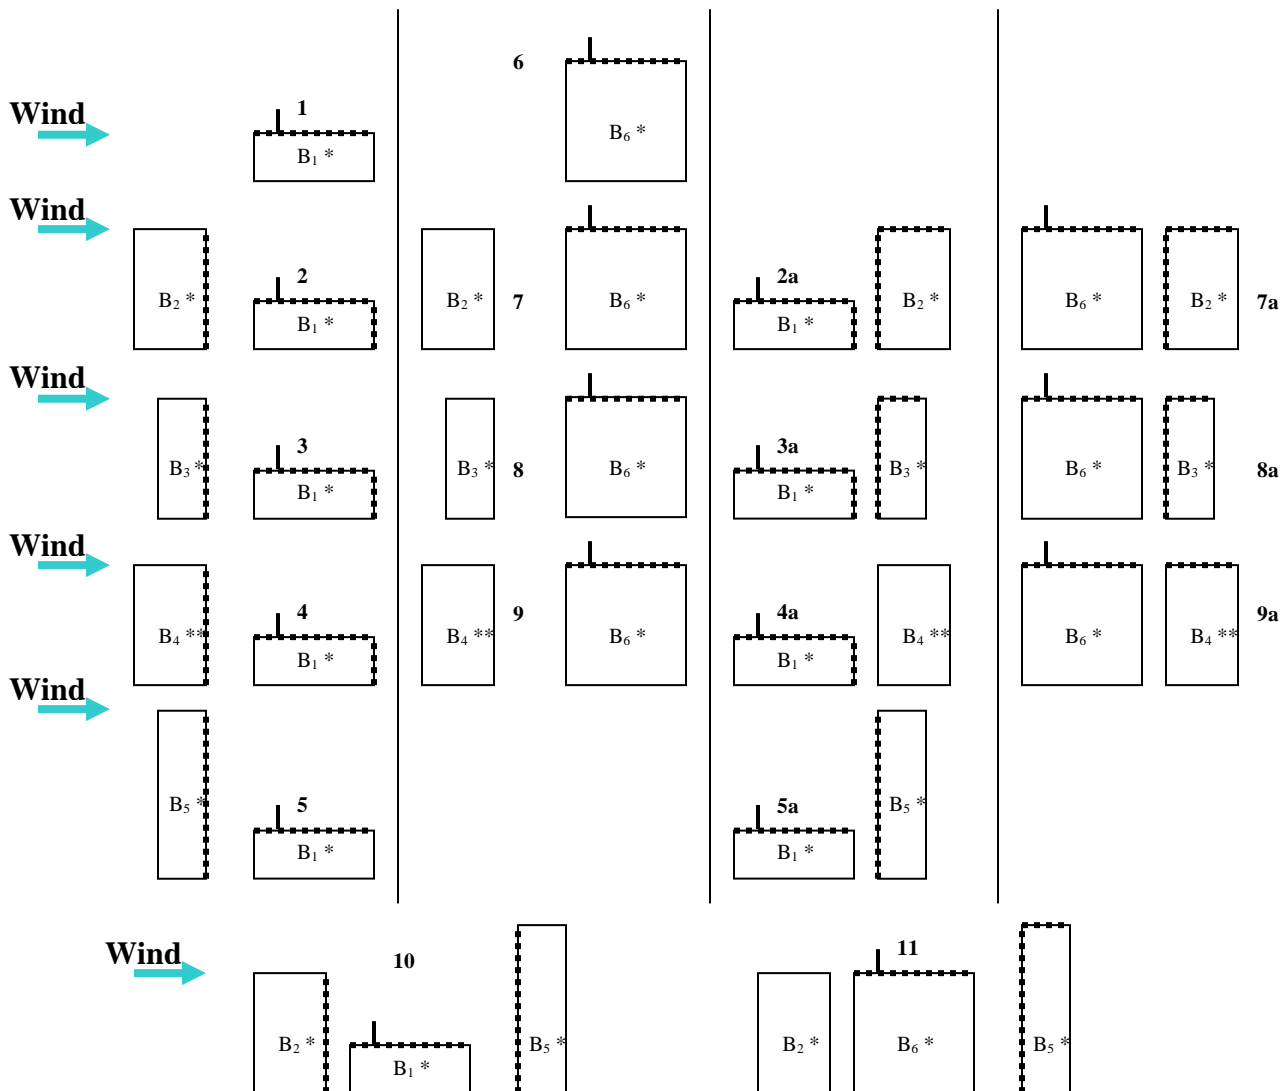 6
Wind
1
B₆ *
B₁ *
Wind
2
2a
B₂ *
B₂ *
7
B₆ *
B₂ *
B₆ *
B₂ *
7a
B₁ *
B₁ *
Wind
3
3a
B₃ *
B₃ *
8
B₆ *
B₃ *
B₆ *
B₃ *
8a
B₁ *
B₁ *
Wind
4
9
4a
9a
B₄ **
B₄ **
B₆ *
B₄ **
B₆ *
B₄ **
B₁ *
B₁ *
Wind
5
5a
B₅ *
B₅ *
B₁ *
B₁ *
Wind
10
11
B₂ *
B₅ *
B₂ *
B₆ *
B₅ *
B₁ *